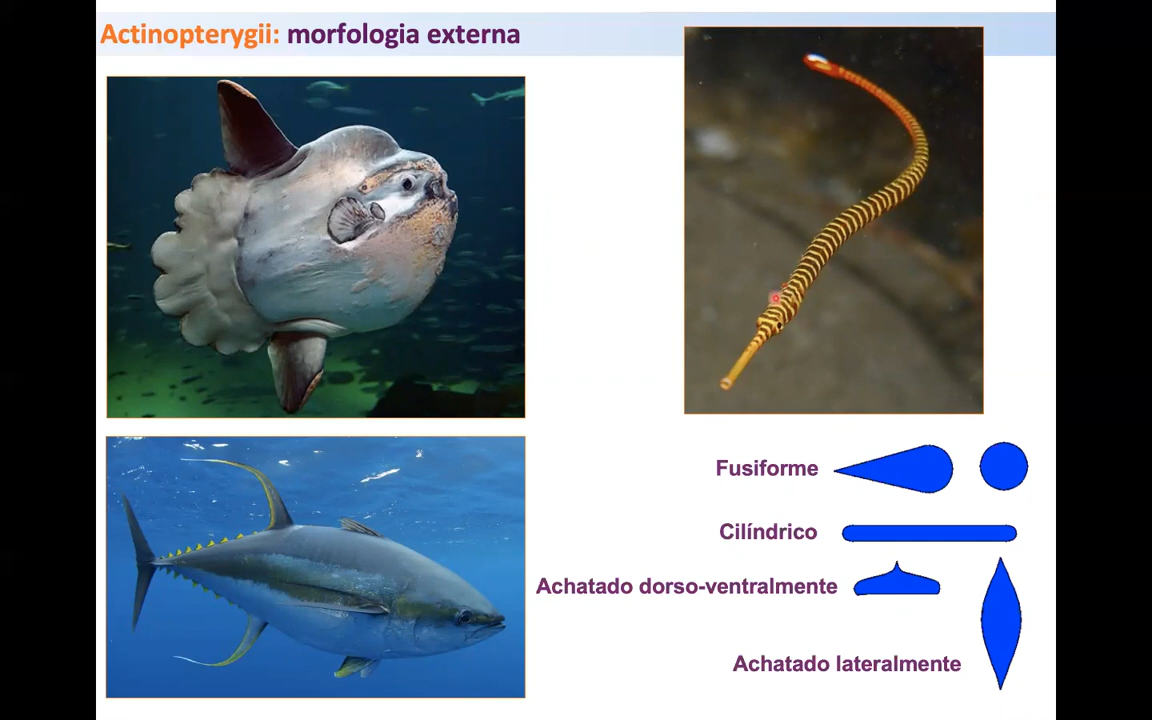 Actinopterygii: morfologia externa
Fusiforme
Cilíndrico
Achatado dorso-ventralmente
Achatado lateralmente